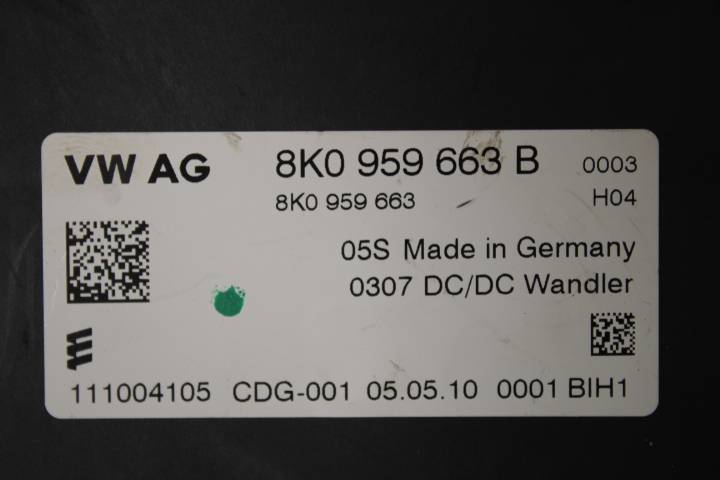 VW AG 8K0 959 663 B 0003
8K0 959 663 H04
05S Made in Germany
0307 DC/DC Wandler
111004105 CDG-001 05.05.10 0001 BIH1